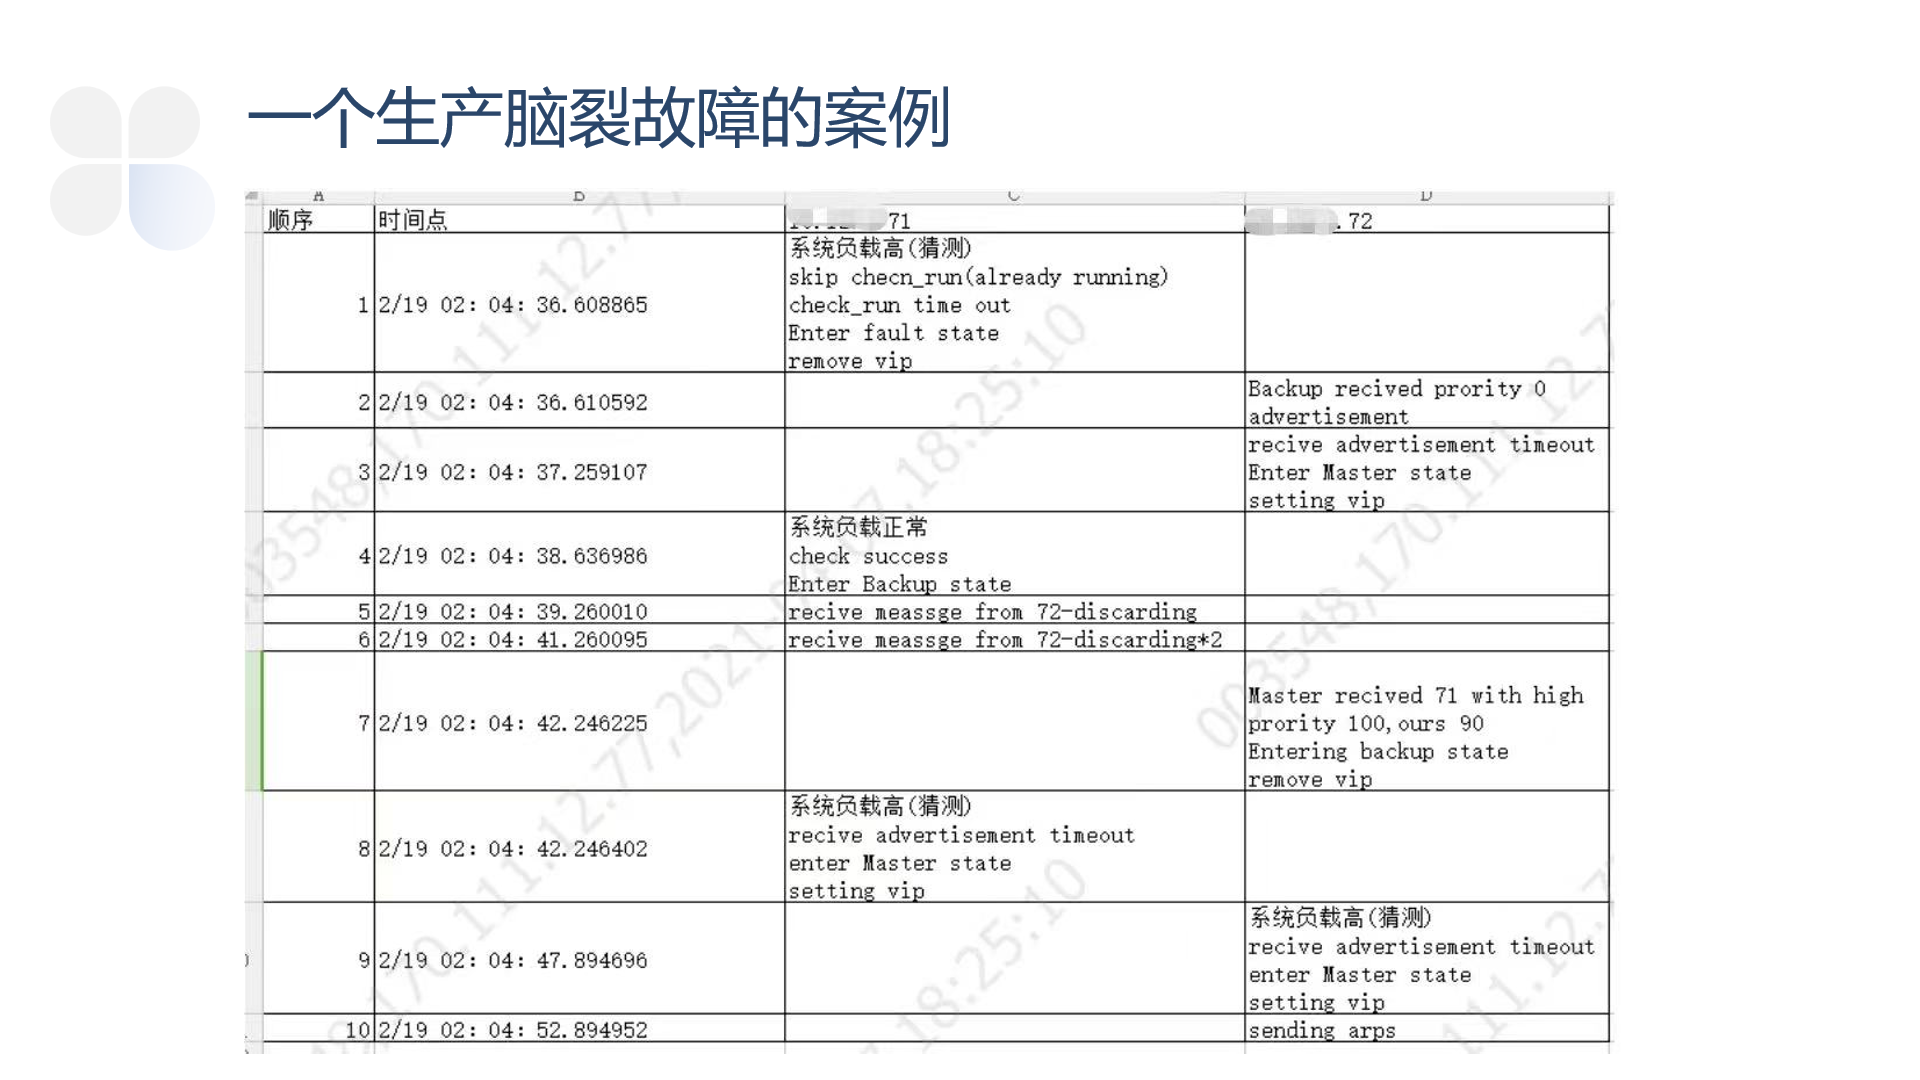 一个生产脑裂故障的案例
A B C D
顺序 时间点 71 .72
系统负载高(猜测)
skip checn_run(already running)
1 2/19 02: 04: 36.608865 check_run time out
Enter fault state
remove vip
2 2/19 02: 04: 36.610592 Backup recived prority 0
advertisement
recive advertisement timeout
3 2/19 02: 04: 37.259107 Enter Master state
setting vip
系统负载正常
4 2/19 02: 04: 38.636986 check success
Enter Backup state
5 2/19 02: 04: 39.260010 recive meassge from 72-discarding
6 2/19 02: 04: 41.260095 recive meassge from 72-discarding*2
Master recived 71 with high
7 2/19 02: 04: 42.246225 prority 100,ours 90
Entering backup state
remove vip
系统负载高(猜测)
8 2/19 02: 04: 42.246402 recive advertisement timeout
enter Master state
setting vip
系统负载高(猜测)
9 2/19 02: 04: 47.894696 recive advertisement timeout
enter Master state
setting vip
10 2/19 02: 04: 52.894952 sending arps